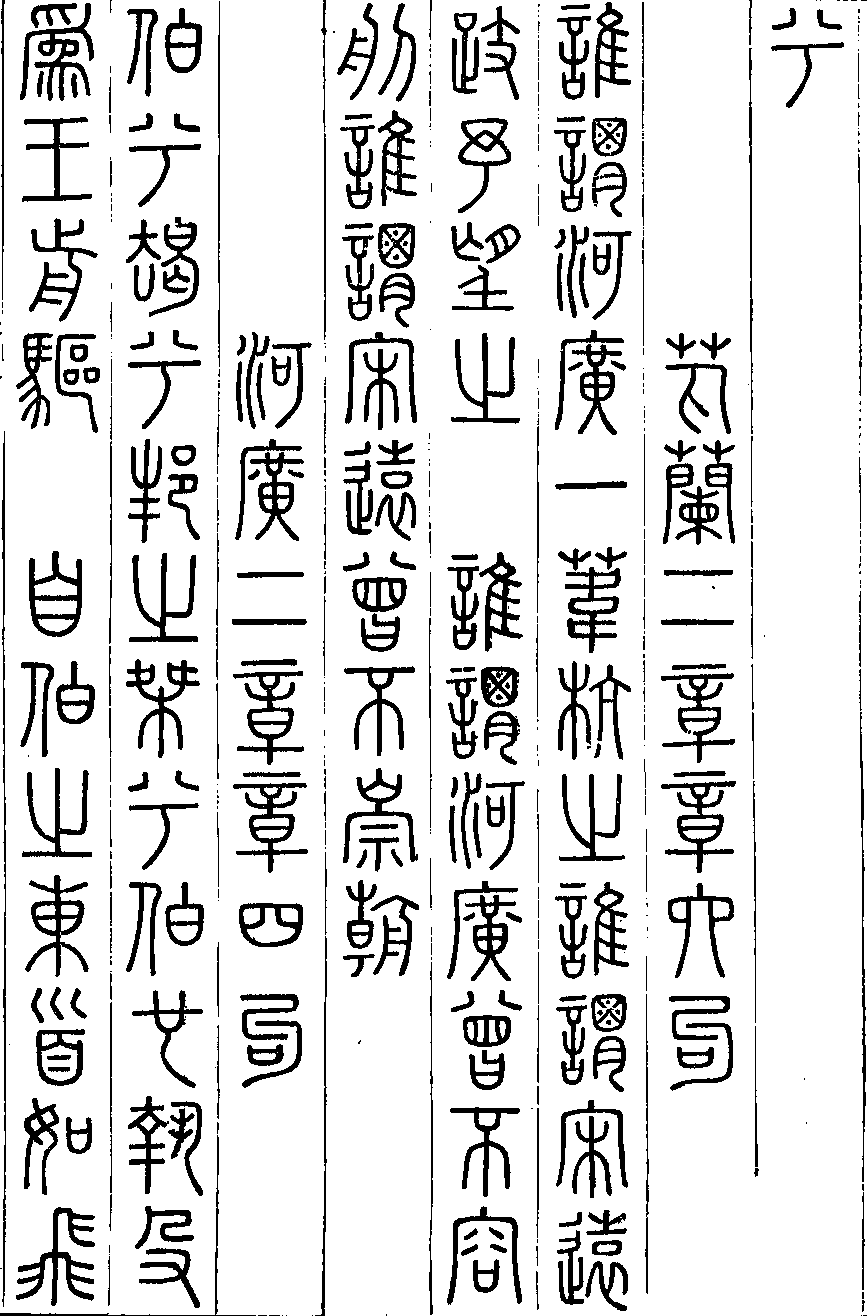 兮
芄蘭二章章六句
誰謂河廣一葦杭之誰謂宋遠
跂予望之　誰謂河廣曾不容
舠誰謂宋遠曾不崇朝
河廣二章章四句
伯兮朅兮邦之桀兮伯也執殳
爲王前驅　自伯之東首如飛